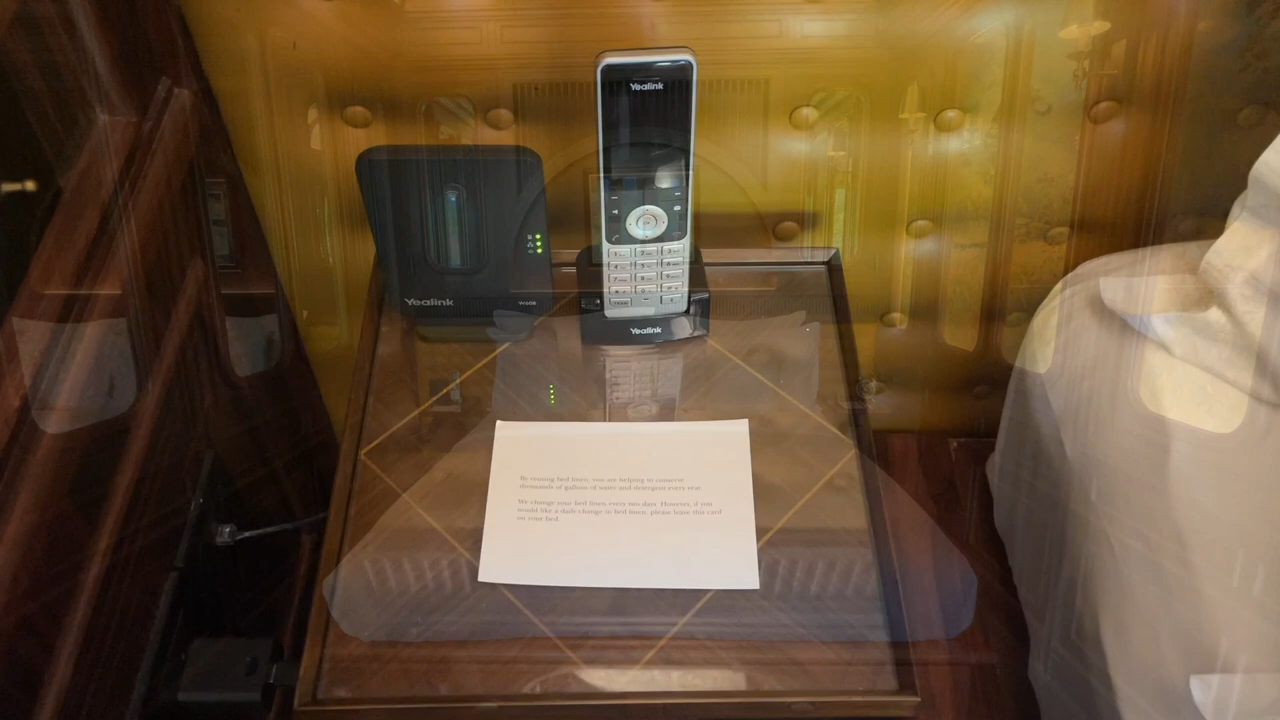 Yealink
Yealink
W60B
Yealink
By reusing bed linen, you are helping to conserve
thousands of gallons of water and detergent every year.
We change your bed linen every two days. However, if you
would like a daily change in bed linen, please leave this card
on your bed.